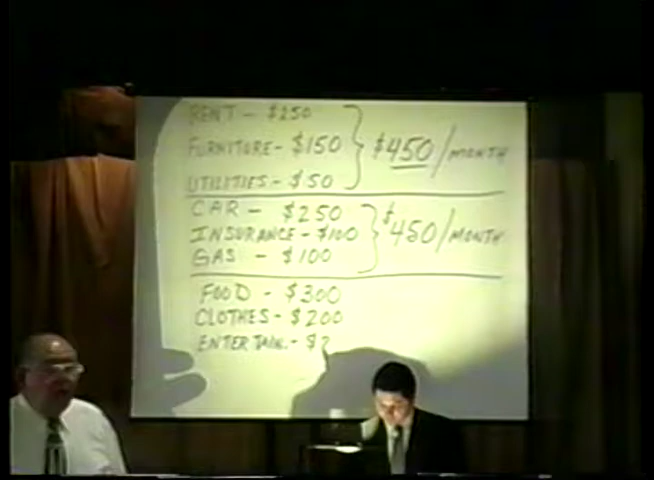 RENT - $250
FURNITURE - $150
UTILITIES - $50
$450/MONTH
CAR - $250
INSURANCE - $100
GAS - $100
$450/MONTH
FOOD - $300
CLOTHES - $200
ENTERTAIN. - $2